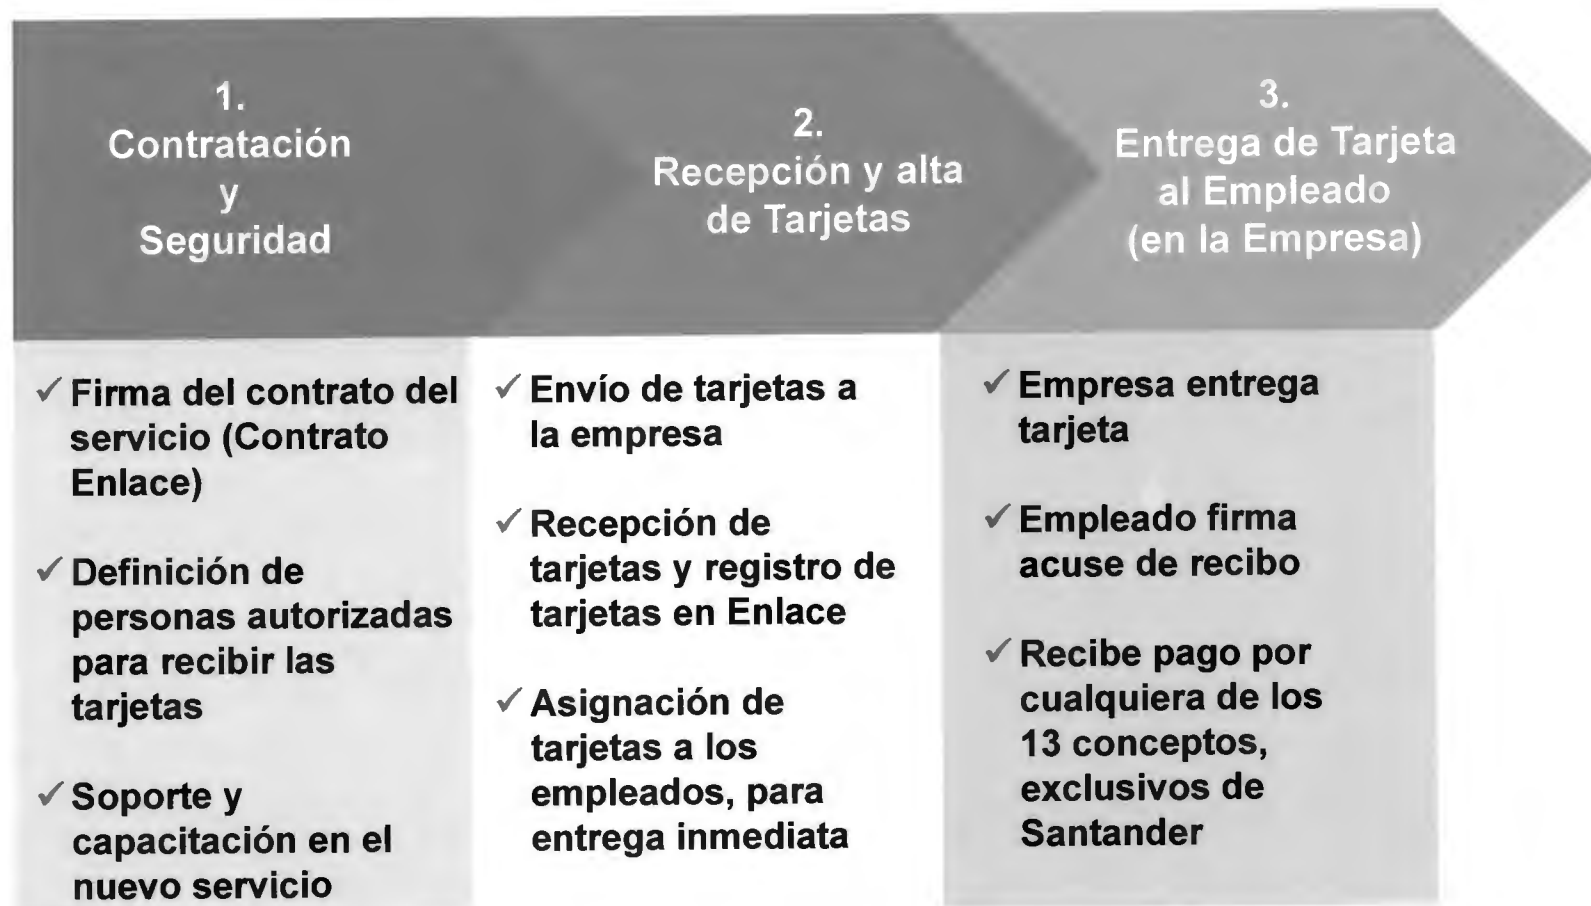 1.
Contratación
y
Seguridad
2.
Recepción y alta
de Tarjetas
3.
Entrega de Tarjeta
al Empleado
(en la Empresa)
✓ Firma del contrato del
servicio (Contrato
Enlace)
✓ Definición de
personas autorizadas
para recibir las
tarjetas
✓ Soporte y
capacitación en el
nuevo servicio
✓ Envío de tarjetas a
la empresa
✓ Recepción de
tarjetas y registro de
tarjetas en Enlace
✓ Asignación de
tarjetas a los
empleados, para
entrega inmediata
✓ Empresa entrega
tarjeta
✓ Empleado firma
acuse de recibo
✓ Recibe pago por
cualquiera de los
13 conceptos,
exclusivos de
Santander